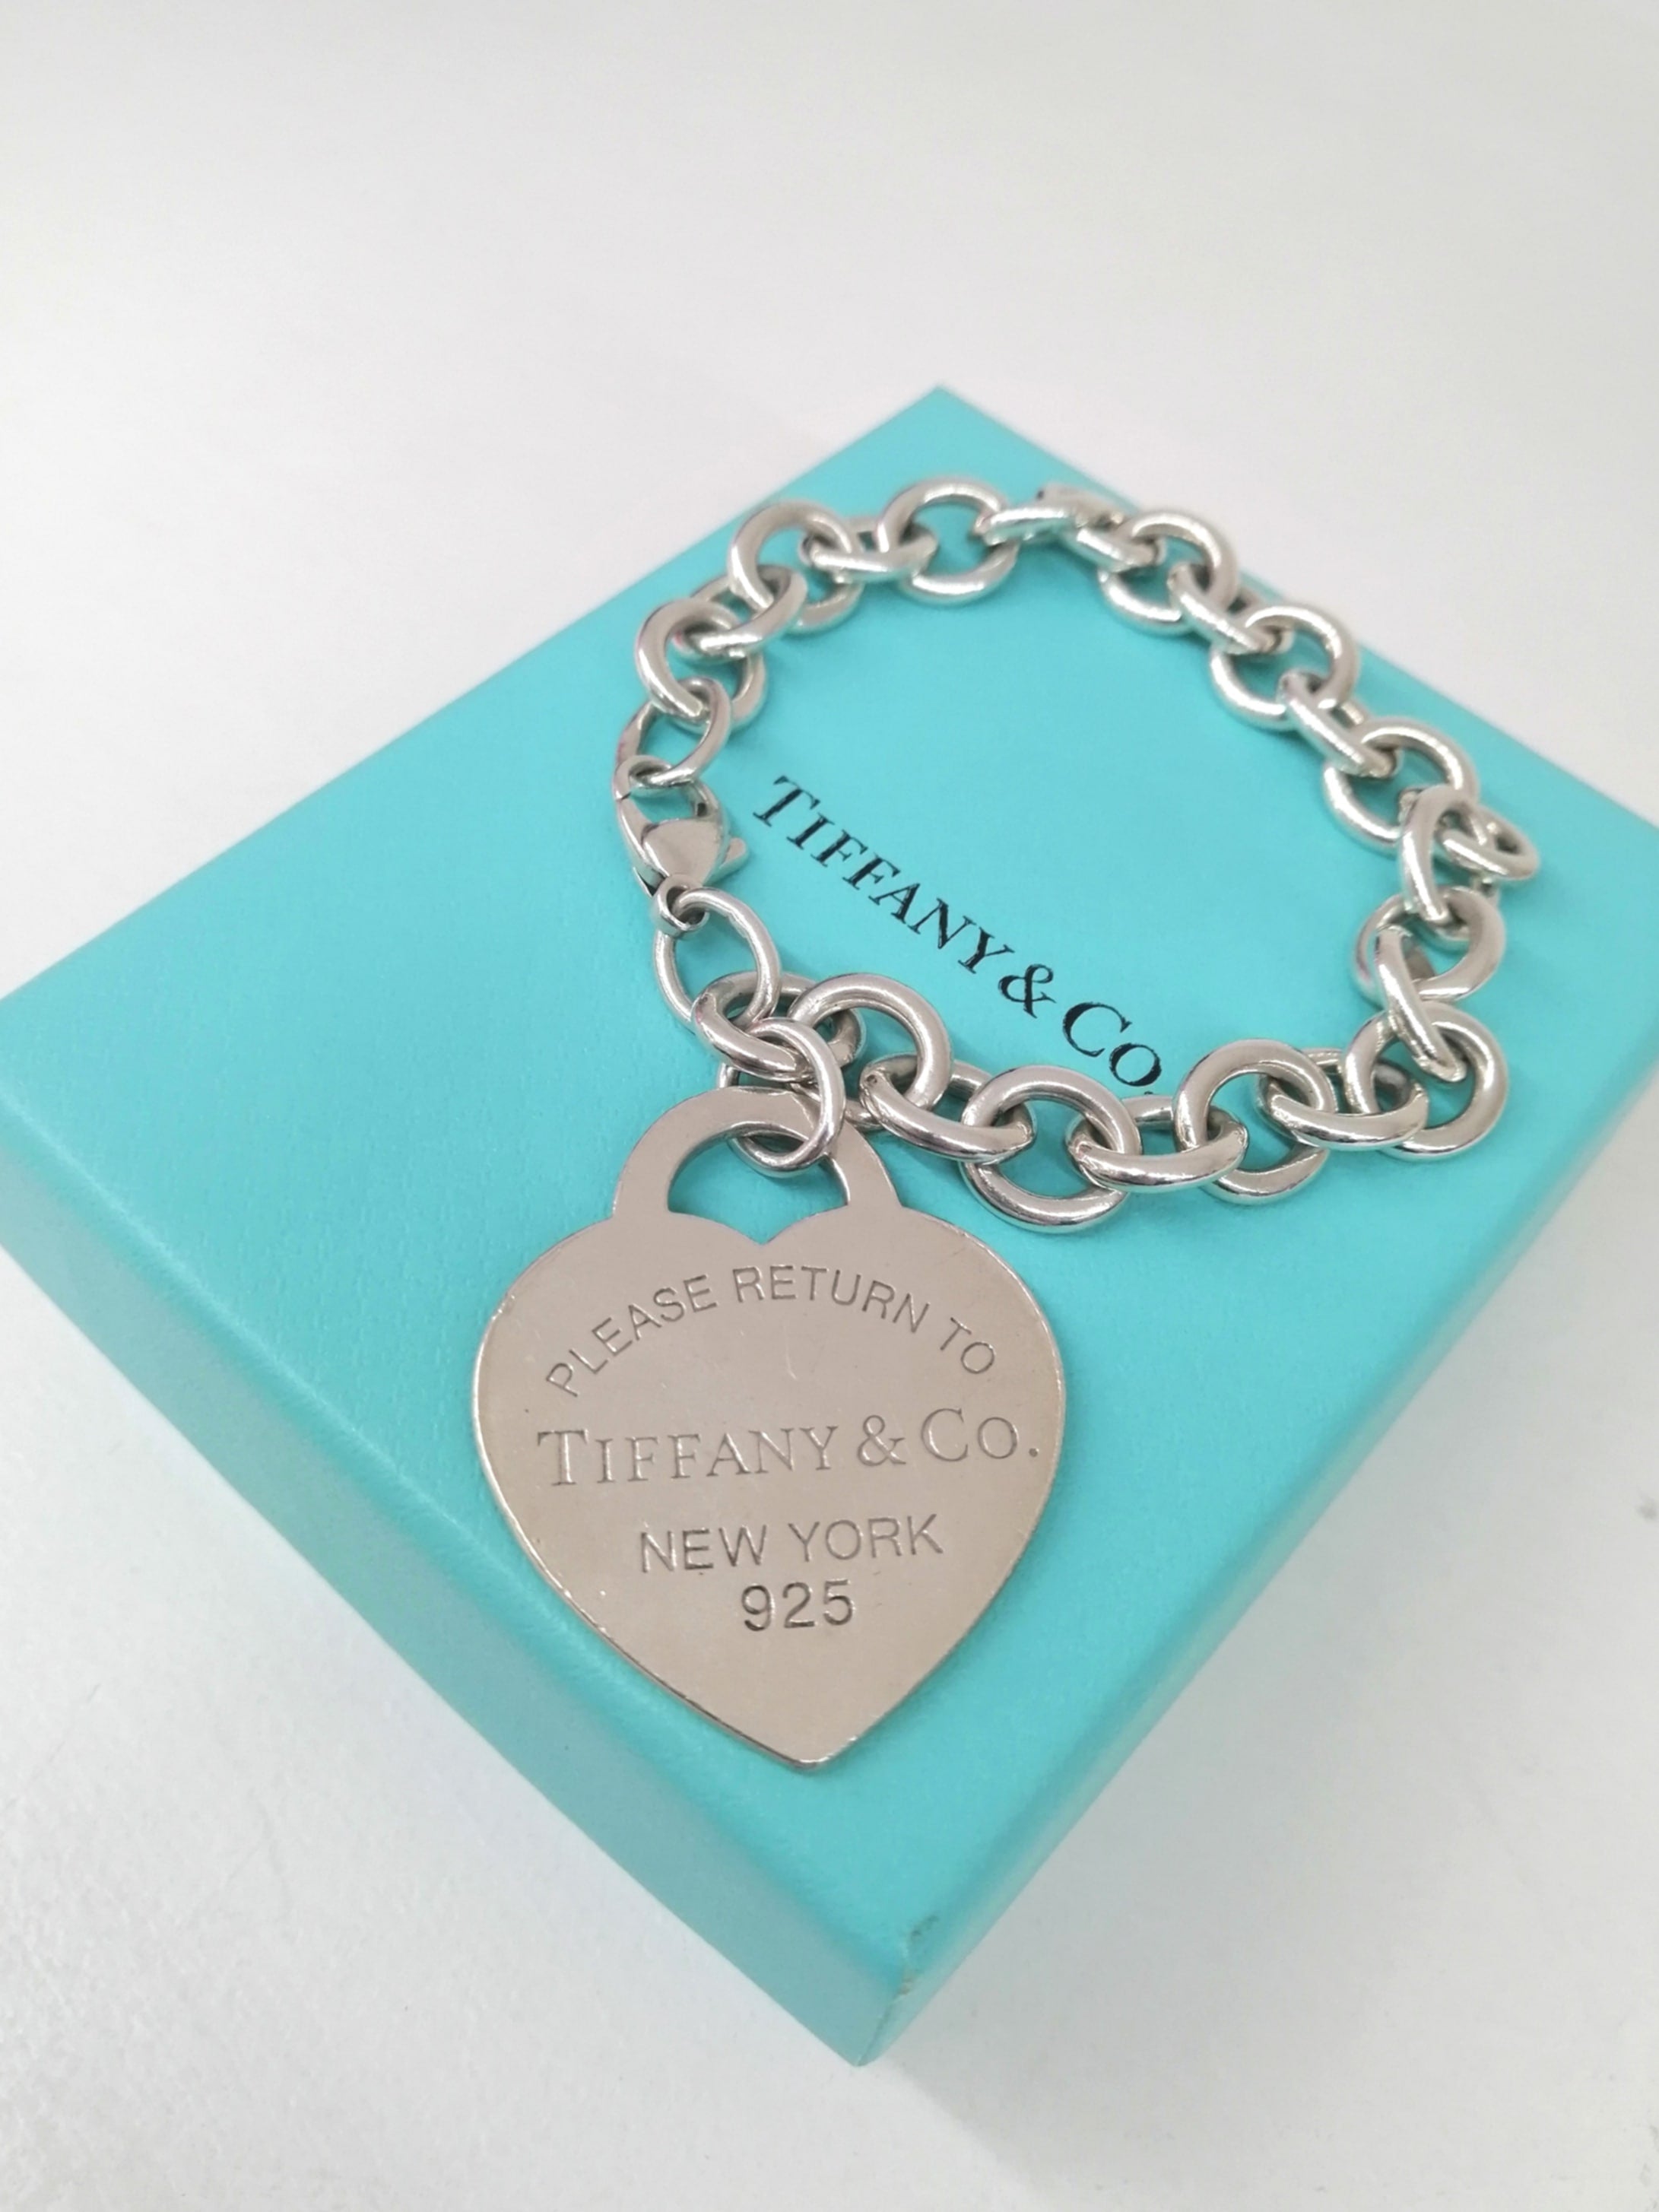 TIFFANY & CO.
PLEASE RETURN TO
TIFFANY & CO.
NEW YORK
925